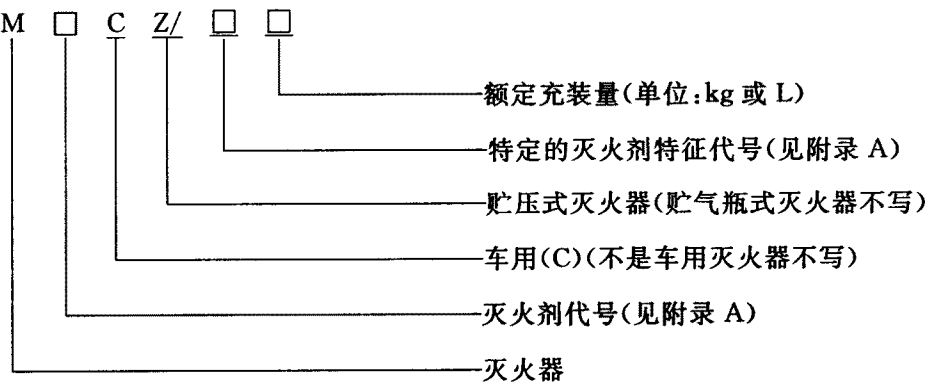 M □ C Z/ □ □
额定充装量(单位:kg 或 L)
特定的灭火剂特征代号(见附录 A)
贮压式灭火器(贮气瓶式灭火器不写)
车用(C)(不是车用灭火器不写)
灭火剂代号(见附录 A)
灭火器